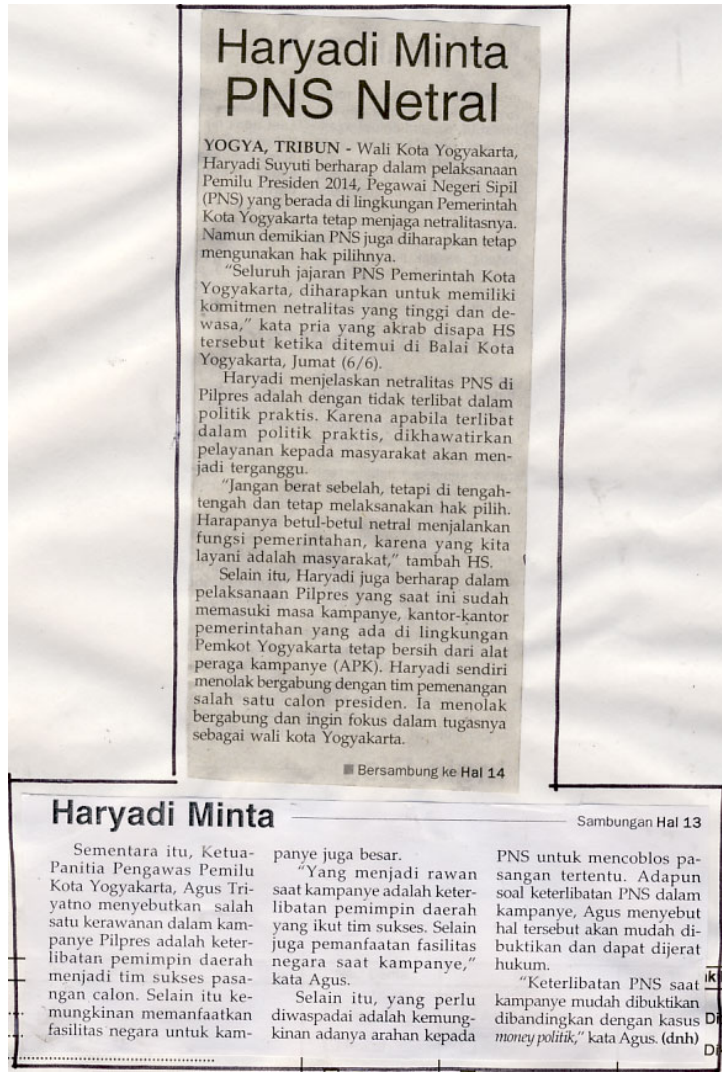 Haryadi Minta
PNS Netral
YOGYA, TRIBUN - Wali Kota Yogyakarta,
Haryadi Suyuti berharap dalam pelaksanaan
Pemilu Presiden 2014, Pegawai Negeri Sipil
(PNS) yang berada di lingkungan Pemerintah
Kota Yogyakarta tetap menjaga netralitasnya.
Namun demikian PNS juga diharapkan tetap
mengunakan hak pilihnya.
"Seluruh jajaran PNS Pemerintah Kota
Yogyakarta, diharapkan untuk memiliki
komitmen netralitas yang tinggi dan de-
wasa," kata pria yang akrab disapa HS
tersebut ketika ditemui di Balai Kota
Yogyakarta, Jumat (6/6).
Haryadi menjelaskan netralitas PNS di
Pilpres adalah dengan tidak terlibat dalam
politik praktis. Karena apabila terlibat
dalam politik praktis, dikhawatirkan
pelayanan kepada masyarakat akan men-
jadi terganggu.
"Jangan berat sebelah, tetapi di tengah-
tengah dan tetap melaksanakan hak pilih.
Harapanya betul-betul netral menjalankan
fungsi pemerintahan, karena yang kita
layani adalah masyarakat," tambah HS.
Selain itu, Haryadi juga berharap dalam
pelaksanaan Pilpres yang saat ini sudah
memasuki masa kampanye, kantor-kantor
pemerintahan yang ada di lingkungan
Pemkot Yogyakarta tetap bersih dari alat
peraga kampanye (APK). Haryadi sendiri
menolak bergabung dengan tim pemenangan
salah satu calon presiden. Ia menolak
bergabung dan ingin fokus dalam tugasnya
sebagai wali kota Yogyakarta.
Bersambung ke Hal 14
Haryadi Minta
Sambungan Hal 13
Sementara itu, Ketua-
Panitia Pengawas Pemilu
Kota Yogyakarta, Agus Tri-
yatno menyebutkan salah
satu kerawanan dalam kam-
panye Pilpres adalah keter-
libatan pemimpin daerah
menjadi tim sukses pasa-
ngan calon. Selain itu ke-
mungkinan memanfaatkan
fasilitas negara untuk kam-
panye juga besar.
"Yang menjadi rawan
saat kampanye adalah keter-
libatan pemimpin daerah
yang ikut tim sukses. Selain
juga pemanfaatan fasilitas
negara saat kampanye,"
kata Agus.
Selain itu, yang perlu
diwaspadai adalah kemung-
kinan adanya arahan kepada
PNS untuk mencoblos pa-
sangan tertentu. Adapun
soal keterlibatan PNS dalam
kampanye, Agus menyebut
hal tersebut akan mudah di-
buktikan dan dapat dijerat
hukum.
"Keterlibatan PNS saat
kampanye mudah dibuktikan
dibandingkan dengan kasus
money politik," kata Agus. (dnh)